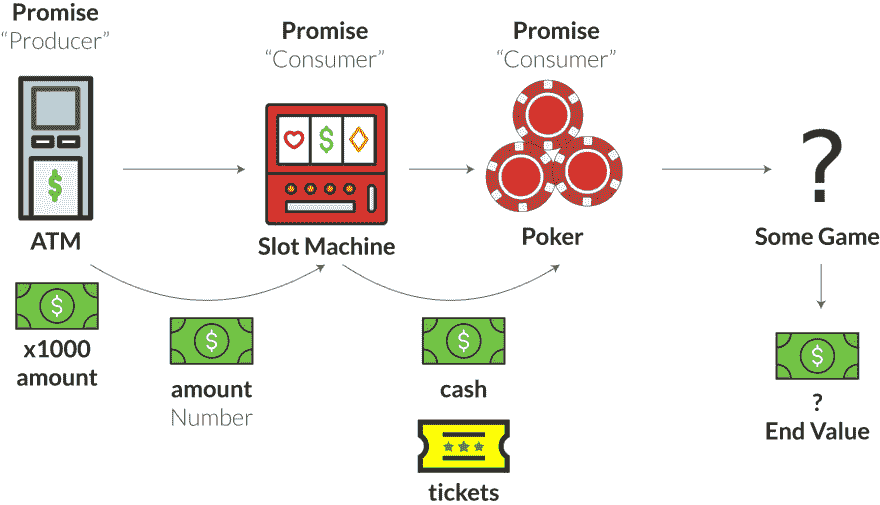 Promise
“Producer”
Promise
“Consumer”
Promise
“Consumer”
$
$
?
ATM
Slot Machine
Poker
Some Game
$
x1000
amount
$
amount
Number
$
cash
tickets
$
?
End Value